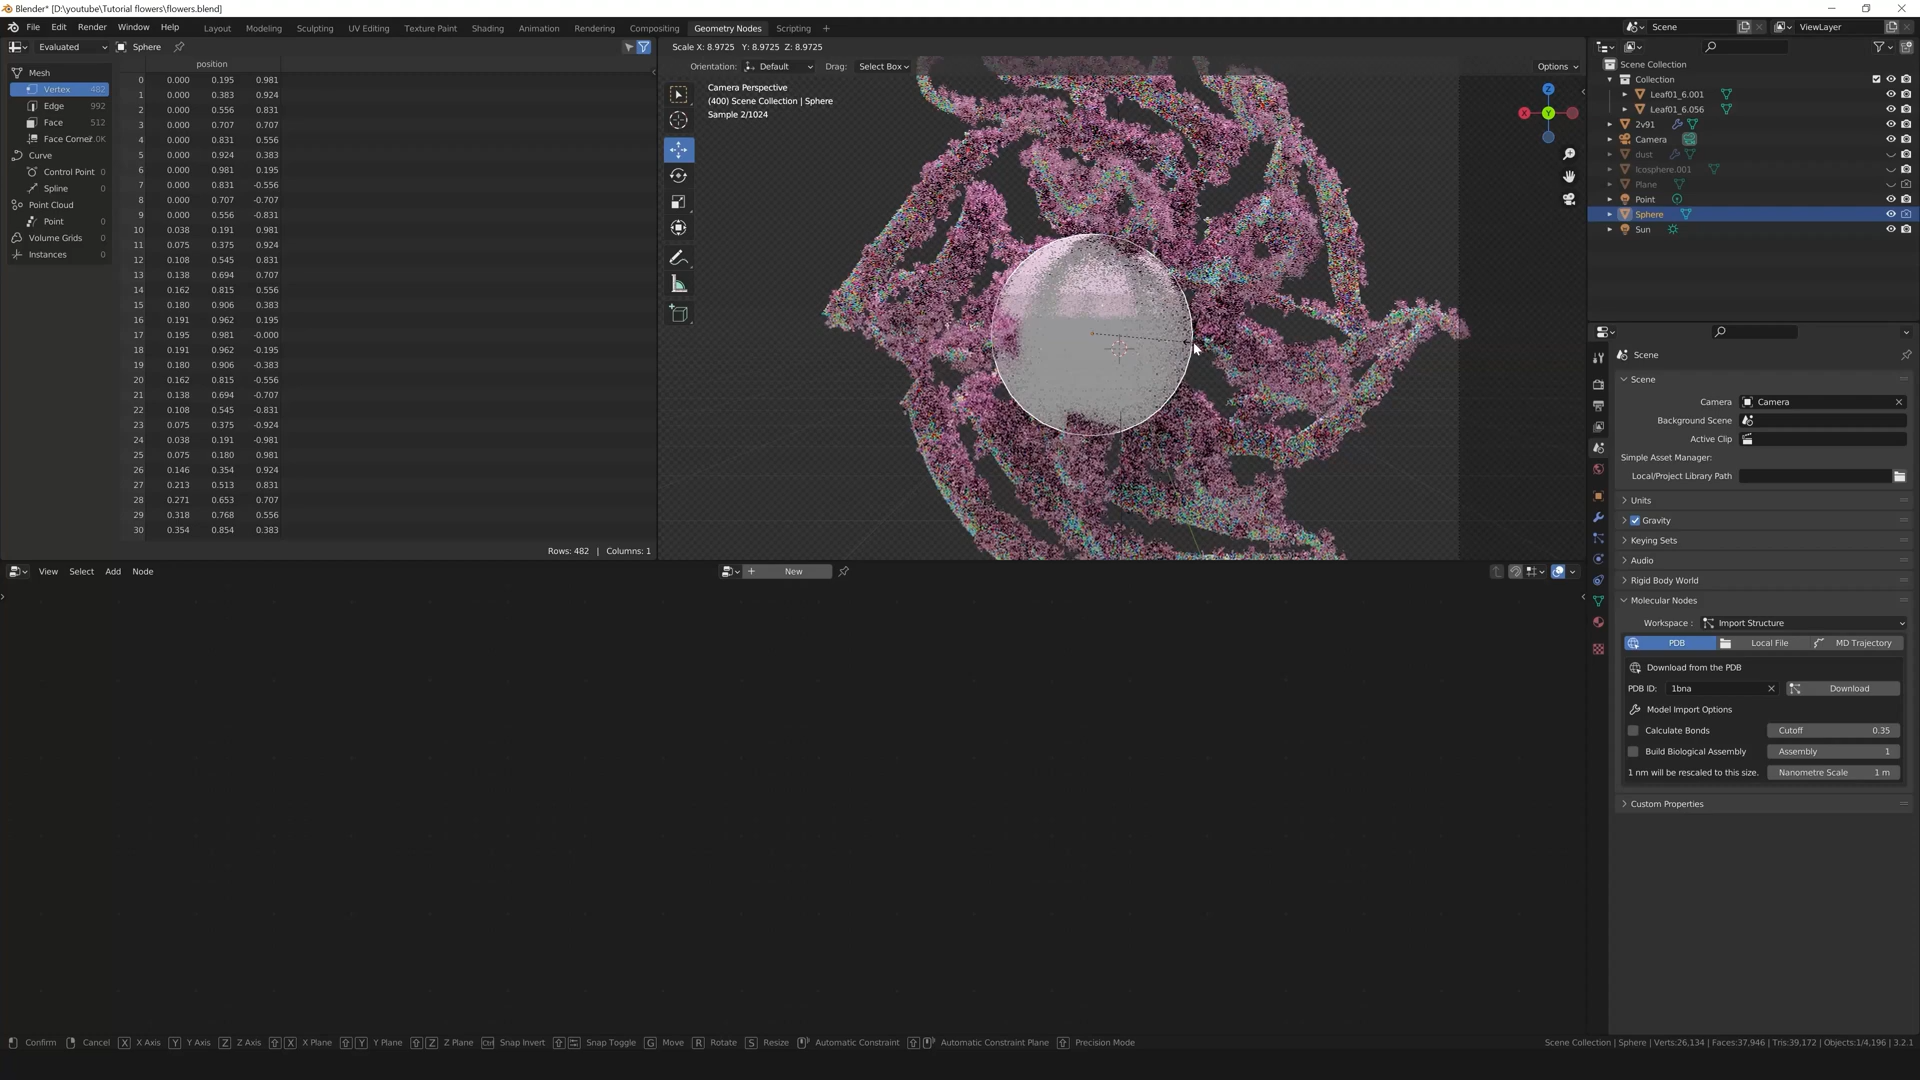 Blender* [D:\youtube\Tutorial flowers\flowers.blend]
File Edit Render Window Help Layout Modeling Sculpting UV Editing Texture Paint Shading Animation Rendering Compositing Geometry Nodes Scripting + Scene ViewLayer
Evaluated Sphere
Scale X: 8.9725 Y: 8.9725 Z: 8.9725
position
Orientation: Default Drag: Select Box Options
Mesh
Vertex 482
Edge 992
Face 512
Face Corner 2.0K
Curve
Control Point 0
Spline 0
Point Cloud
Point 0
Volume Grids 0
Instances 0
0 0.000 0.195 0.981
1 0.000 0.383 0.924
2 0.000 0.556 0.831
3 0.000 0.707 0.707
4 0.000 0.831 0.556
5 0.000 0.924 0.383
6 0.000 0.981 0.195
7 0.000 0.831 -0.556
8 0.000 0.707 -0.707
9 0.000 0.556 -0.831
10 0.038 0.191 0.981
11 0.075 0.375 0.924
12 0.108 0.545 0.831
13 0.138 0.694 0.707
14 0.162 0.815 0.556
15 0.180 0.906 0.383
16 0.191 0.962 0.195
17 0.195 0.981 -0.000
18 0.191 0.962 -0.195
19 0.180 0.906 -0.383
20 0.162 0.815 -0.556
21 0.138 0.694 -0.707
22 0.108 0.545 -0.831
23 0.075 0.375 -0.924
24 0.038 0.191 -0.981
25 0.075 0.180 0.981
26 0.146 0.354 0.924
27 0.213 0.513 0.831
28 0.271 0.653 0.707
29 0.318 0.768 0.556
30 0.354 0.854 0.383
Rows: 482 | Columns: 1
Camera Perspective
(400) Scene Collection | Sphere
Sample 2/1024
Z
X
Y
Scene Collection
Collection
Leaf01_6.001
Leaf01_6.056
2v91
Camera
dust
Icosphere.001
Plane
Point
Sphere
Sun
Scene
Scene
Camera Camera
Background Scene
Active Clip
Simple Asset Manager:
Local/Project Library Path
Units
Gravity
Keying Sets
Audio
Rigid Body World
Molecular Nodes
Workspace : Import Structure
PDB Local File MD Trajectory
Download from the PDB
PDB ID: 1bna Download
Model Import Options
Calculate Bonds Cutoff 0.35
Build Biological Assembly Assembly 1
1 nm will be rescaled to this size. Nanometre Scale 1 m
Custom Properties
View Select Add Node + New
Confirm Cancel X X Axis Y Y Axis Z Z Axis X X Plane Y Y Plane Z Z Plane Ctrl Snap Invert Snap Toggle G Move R Rotate S Resize Automatic Constraint Automatic Constraint Plane Precision Mode
Scene Collection | Sphere | Verts:26,134 | Faces:37,946 | Tris:39,172 | Objects:1/4,196 | 3.2.1